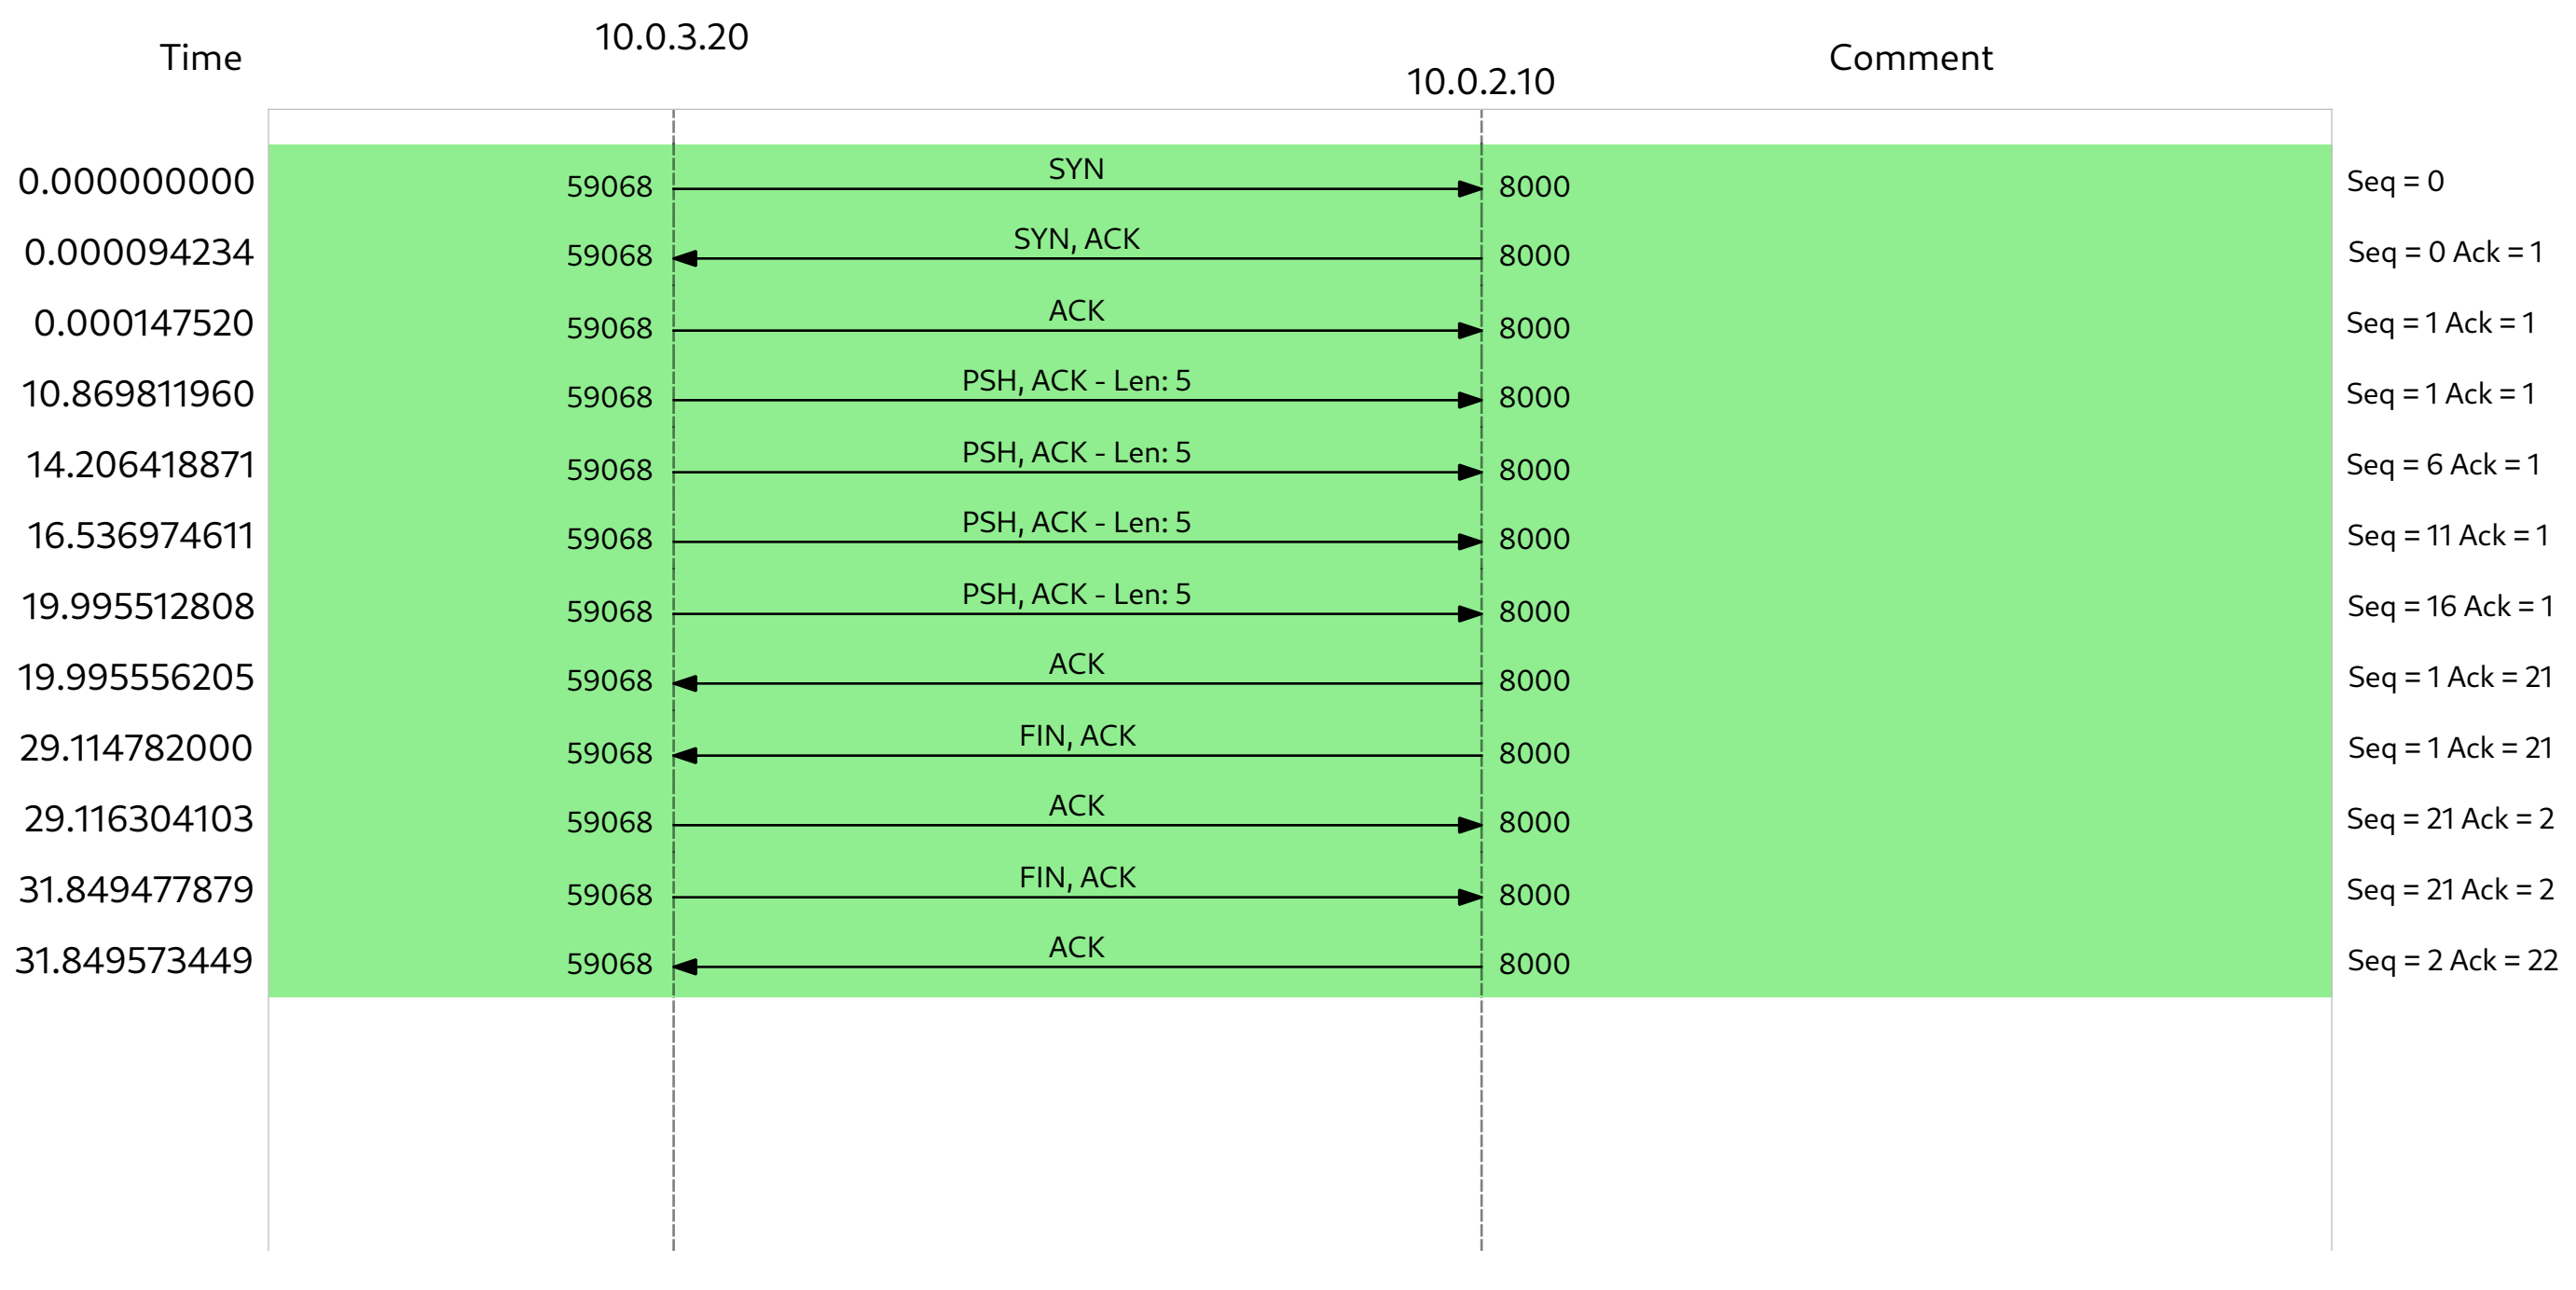 Time 10.0.3.20 10.0.2.10 Comment
0.000000000 59068 SYN 8000 Seq = 0
0.000094234 59068 SYN, ACK 8000 Seq = 0 Ack = 1
0.000147520 59068 ACK 8000 Seq = 1 Ack = 1
10.869811960 59068 PSH, ACK - Len: 5 8000 Seq = 1 Ack = 1
14.206418871 59068 PSH, ACK - Len: 5 8000 Seq = 6 Ack = 1
16.536974611 59068 PSH, ACK - Len: 5 8000 Seq = 11 Ack = 1
19.995512808 59068 PSH, ACK - Len: 5 8000 Seq = 16 Ack = 1
19.995556205 59068 ACK 8000 Seq = 1 Ack = 21
29.114782000 59068 FIN, ACK 8000 Seq = 1 Ack = 21
29.116304103 59068 ACK 8000 Seq = 21 Ack = 2
31.849477879 59068 FIN, ACK 8000 Seq = 21 Ack = 2
31.849573449 59068 ACK 8000 Seq = 2 Ack = 22